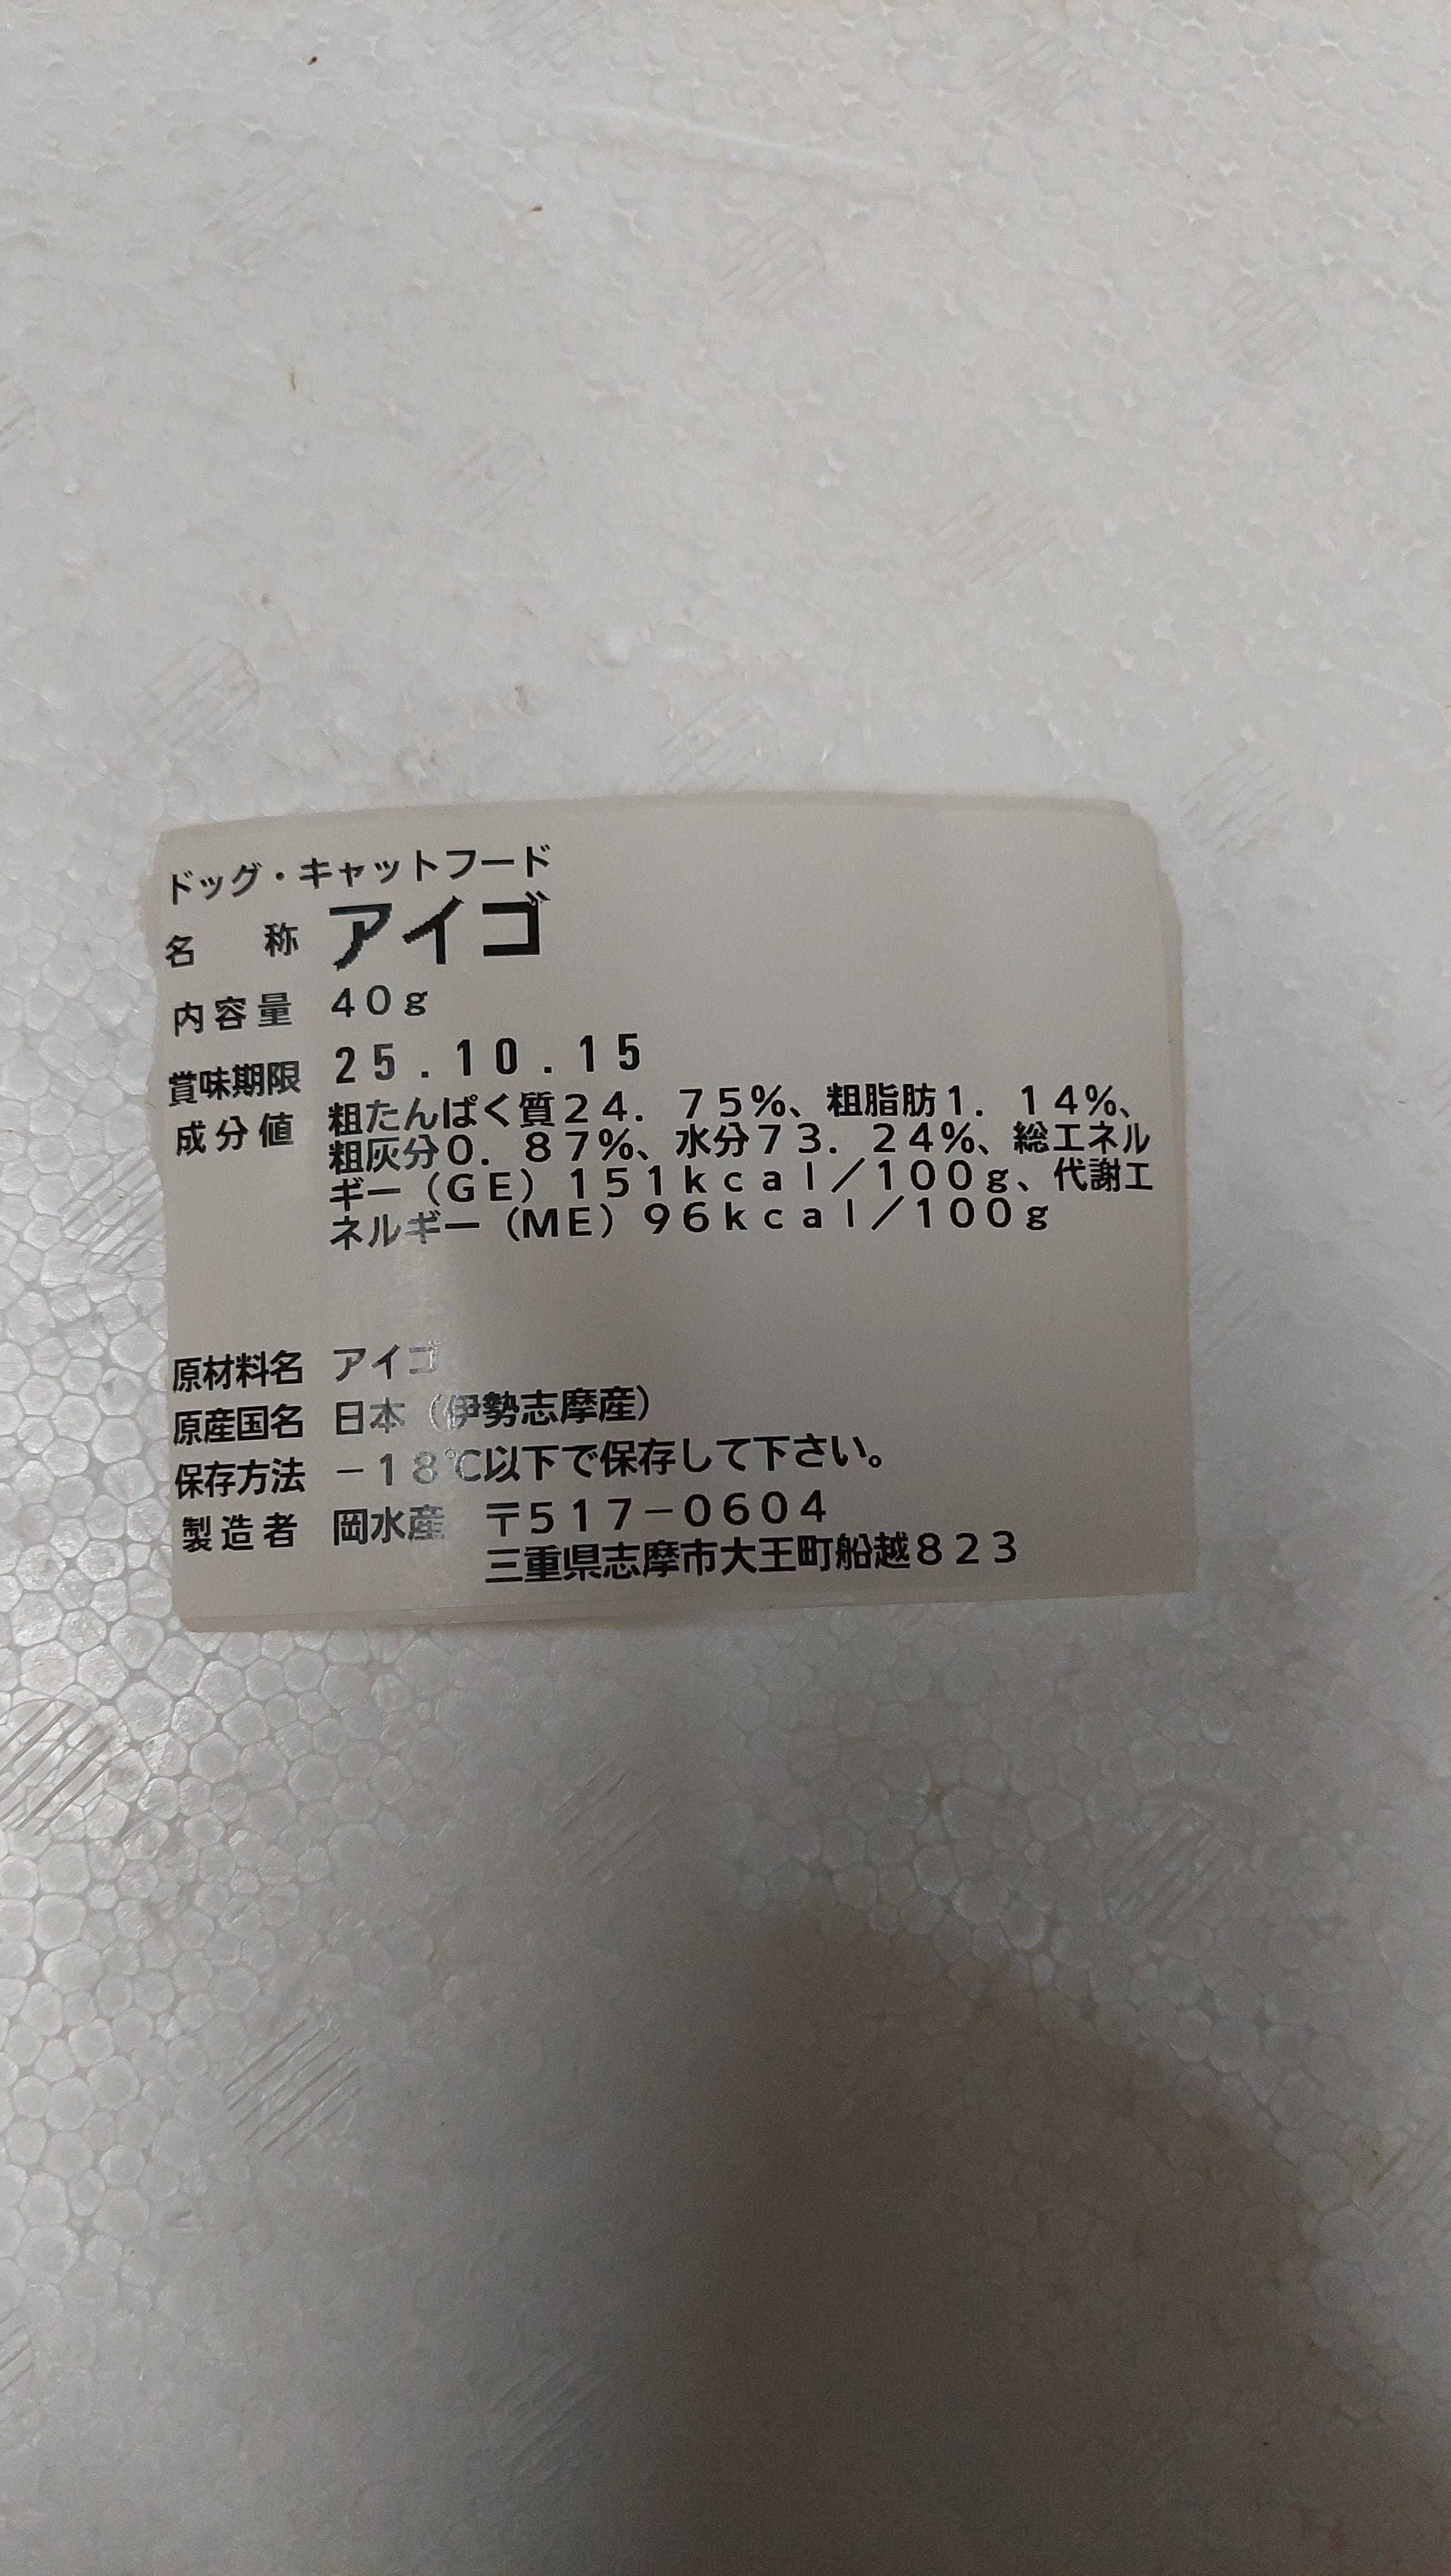 ドッグ・キャットフード
名　称 アイゴ
内容量 ４０ｇ
賞味期限 25.10.15
成分値 粗たんぱく質２４．７５％、粗脂肪１．１４％、
粗灰分０．８７％、水分７３．２４％、総エネル
ギー（ＧＥ）１５１ｋｃａｌ／１００ｇ、代謝エ
ネルギー（ＭＥ）９６ｋｃａｌ／１００ｇ
原材料名 アイゴ
原産国名 日本（伊勢志摩産）
保存方法 －１８℃以下で保存して下さい。
製造者 岡水産 〒５１７－０６０４
三重県志摩市大王町船越８２３